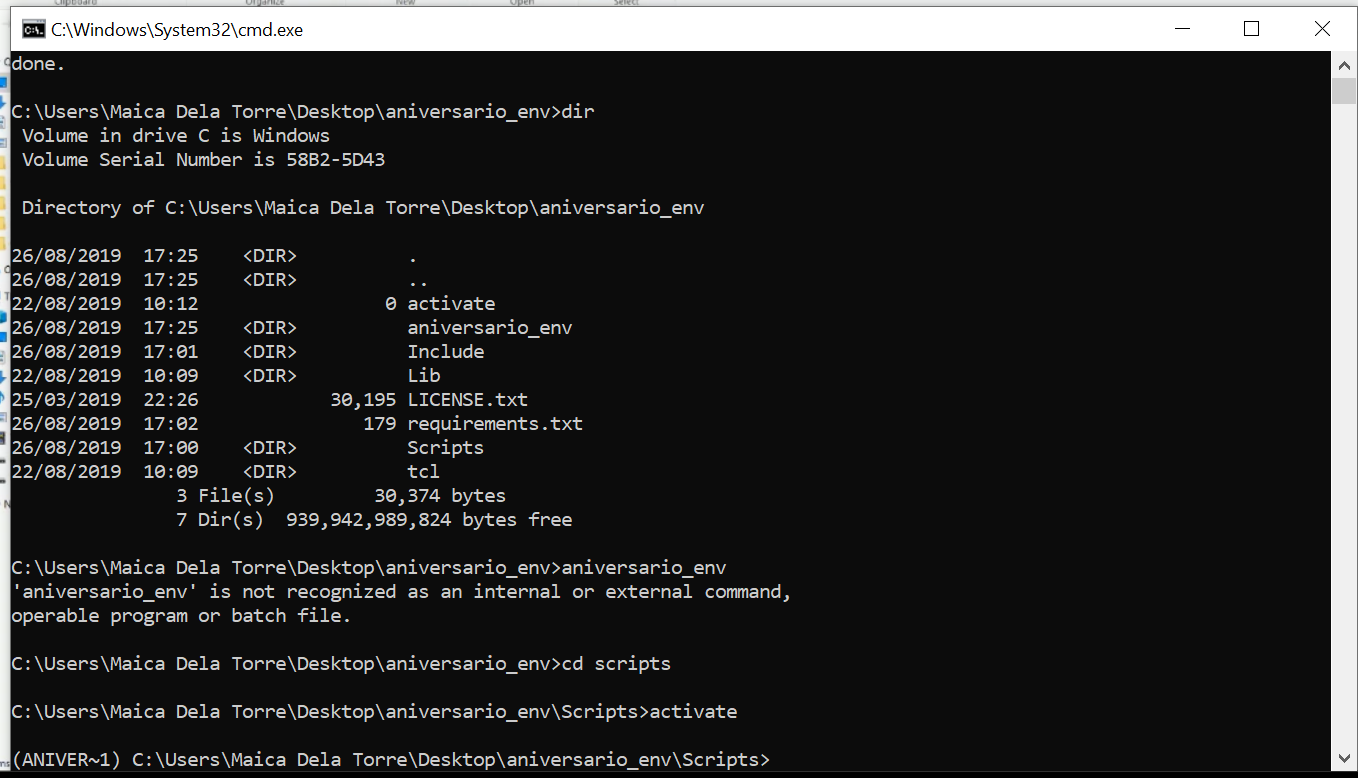 Clipboard Organize New Open Select
C:\Windows\System32\cmd.exe
done.
C:\Users\Maica Dela Torre\Desktop\aniversario_env>dir
Volume in drive C is Windows
Volume Serial Number is 58B2-5D43
Directory of C:\Users\Maica Dela Torre\Desktop\aniversario_env
26/08/2019  17:25    <DIR>          .
26/08/2019  17:25    <DIR>          ..
22/08/2019  10:12                 0 activate
26/08/2019  17:25    <DIR>          aniversario_env
26/08/2019  17:01    <DIR>          Include
22/08/2019  10:09    <DIR>          Lib
25/03/2019  22:26            30,195 LICENSE.txt
26/08/2019  17:02               179 requirements.txt
26/08/2019  17:00    <DIR>          Scripts
22/08/2019  10:09    <DIR>          tcl
3 File(s)         30,374 bytes
7 Dir(s)  939,942,989,824 bytes free
C:\Users\Maica Dela Torre\Desktop\aniversario_env>aniversario_env
'aniversario_env' is not recognized as an internal or external command,
operable program or batch file.
C:\Users\Maica Dela Torre\Desktop\aniversario_env>cd scripts
C:\Users\Maica Dela Torre\Desktop\aniversario_env\Scripts>activate
(ANIVER~1) C:\Users\Maica Dela Torre\Desktop\aniversario_env\Scripts>